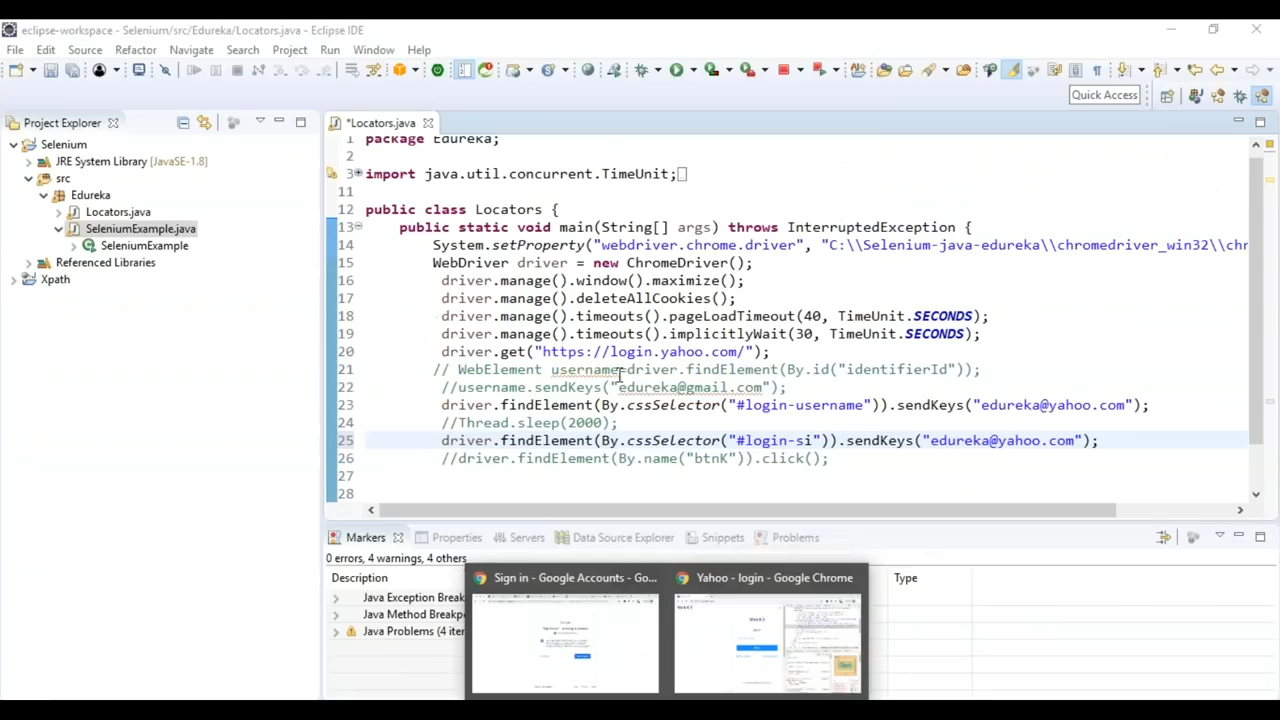 eclipse-workspace - Selenium/src/Edureka/Locators.java - Eclipse IDE
File Edit Source Refactor Navigate Search Project Run Window Help
Quick Access
Project Explorer
*Locators.java
Selenium
JRE System Library [JavaSE-1.8]
src
Edureka
Locators.java
SeleniumExample.java
SeleniumExample
Referenced Libraries
Xpath
1 package Edureka;
2
3 import java.util.concurrent.TimeUnit;
11
12 public class Locators {
13 public static void main(String[] args) throws InterruptedException {
14 System.setProperty("webdriver.chrome.driver", "C:\\Selenium-java-edureka\\chromedriver_win32\\chr
15 WebDriver driver = new ChromeDriver();
16 driver.manage().window().maximize();
17 driver.manage().deleteAllCookies();
18 driver.manage().timeouts().pageLoadTimeout(40, TimeUnit.SECONDS);
19 driver.manage().timeouts().implicitlyWait(30, TimeUnit.SECONDS);
20 driver.get("https://login.yahoo.com/");
21 // WebElement username=driver.findElement(By.id("identifierId"));
22 //username.sendKeys("edureka@gmail.com");
23 driver.findElement(By.cssSelector("#login-username")).sendKeys("edureka@yahoo.com");
24 //Thread.sleep(2000);
25 driver.findElement(By.cssSelector("#login-si")).sendKeys("edureka@yahoo.com");
26 //driver.findElement(By.name("btnK")).click();
27
28
Markers Properties Servers Data Source Explorer Snippets Problems
0 errors, 4 warnings, 4 others
Description Type
Java Exception Break
Java Method Breakpo
Java Problems (4 iter
Sign in - Google Accounts - Go...
Yahoo - login - Google Chrome